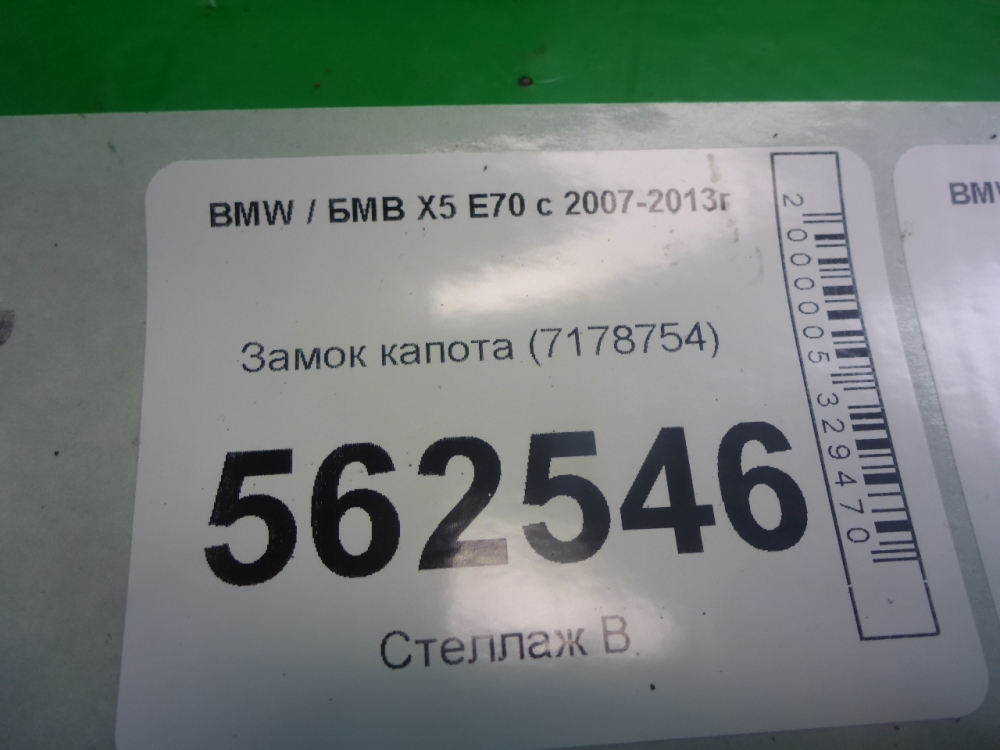 BMW / БМВ X5 E70 с 2007-2013г
Замок капота (7178754)
562546
Стеллаж В
2000005329470
BMW